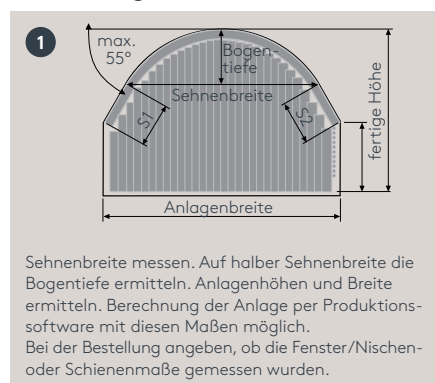 1
max.
55°
Bogen-
tiefe
Sehnenbreite
S1
S2
fertige Höhe
Anlagenbreite
Sehnenbreite messen. Auf halber Sehnenbreite die
Bogentiefe ermitteln. Anlagenhöhen und Breite
ermitteln. Berechnung der Anlage per Produktions-
software mit diesen Maßen möglich.
Bei der Bestellung angeben, ob die Fenster/Nischen-
oder Schienenmaße gemessen wurden.